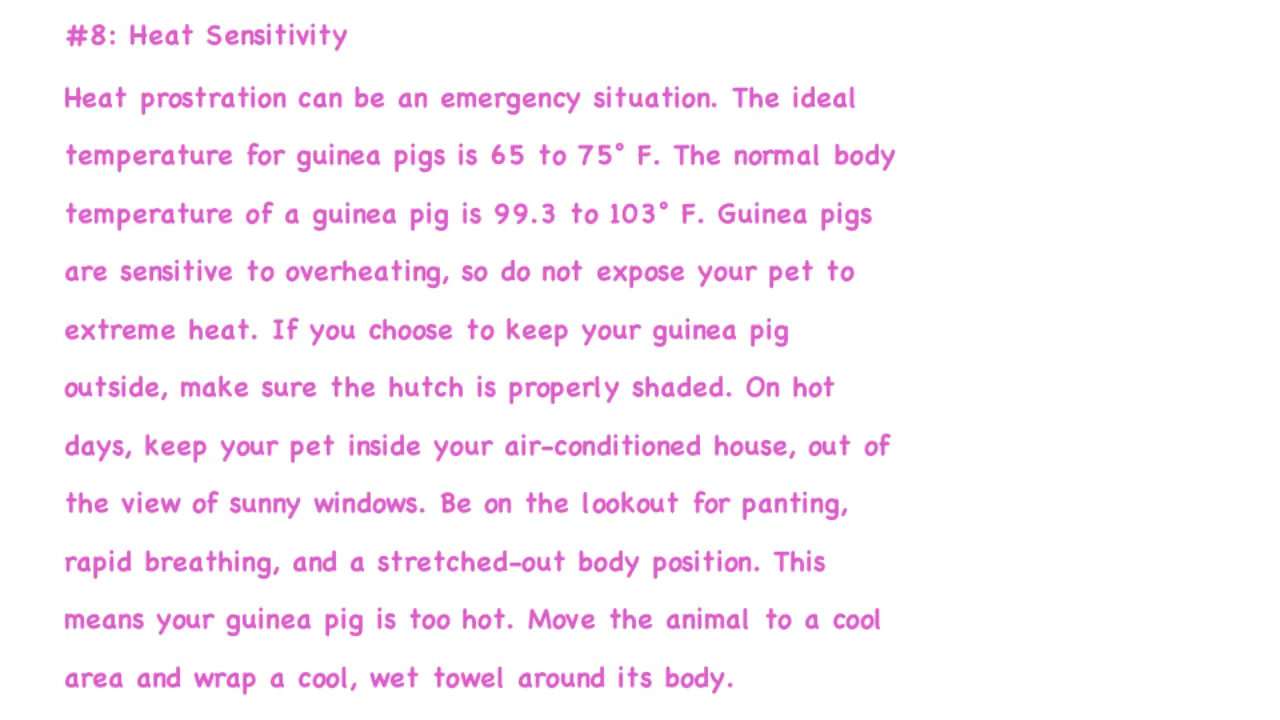 #8: Heat Sensitivity
Heat prostration can be an emergency situation. The ideal
temperature for guinea pigs is 65 to 75° F. The normal body
temperature of a guinea pig is 99.3 to 103° F. Guinea pigs
are sensitive to overheating, so do not expose your pet to
extreme heat. If you choose to keep your guinea pig
outside, make sure the hutch is properly shaded. On hot
days, keep your pet inside your air-conditioned house, out of
the view of sunny windows. Be on the lookout for panting,
rapid breathing, and a stretched-out body position. This
means your guinea pig is too hot. Move the animal to a cool
area and wrap a cool, wet towel around its body.